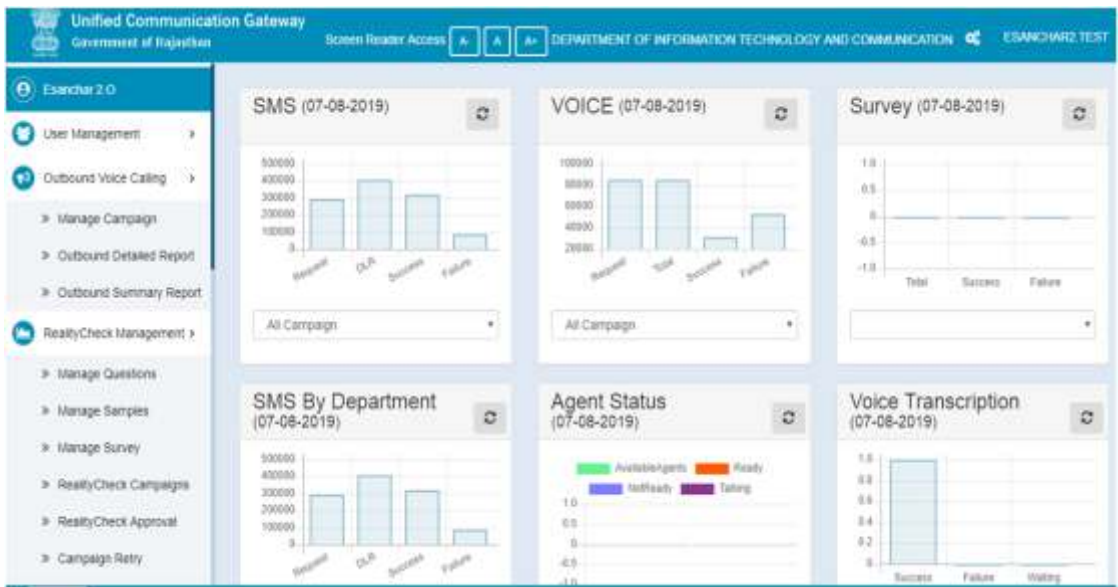 Unified Communication Gateway
Government of Rajasthan
Screen Reader Access A- A A+ DEPARTMENT OF INFORMATION TECHNOLOGY AND COMMUNICATION ESANCHAR2 TEST
Esanchar 2.0
User Management
Outbound Voice Calling
Manage Campaign
Outbound Detailed Report
Outbound Summary Report
RealityCheck Management
Manage Questions
Manage Samples
Manage Survey
RealityCheck Campaigns
RealityCheck Approval
Campaign Retry
SMS (07-08-2019)
500000
400000
300000
200000
100000
0
Request DLR Success Failure
All Campaign
VOICE (07-08-2019)
100000
80000
60000
40000
20000
Request Total Success Failure
All Campaign
Survey (07-08-2019)
1.0
0.5
0
-0.5
-1.0
Total Success Failure
SMS By Department
(07-08-2019)
500000
400000
300000
200000
100000
0
Request DLR Success Failure
Agent Status
(07-08-2019)
AvailableAgents Ready
NotReady Talking
1.0
0.5
0
-0.5
-1.0
Voice Transcription
(07-08-2019)
1.0
0.8
0.6
0.4
0.2
0
Success Failure Waiting